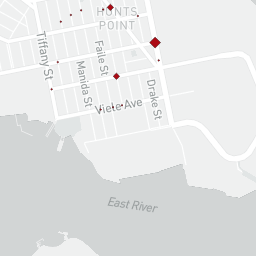 HUNTS
POINT
Tiffany St
Faile St
Manida St
Drake St
Viele Ave
East River